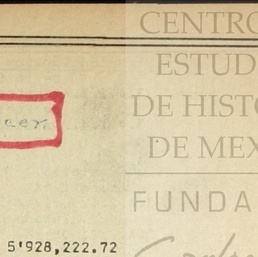 CENTRO
ESTUD
DE HISTO
DE MEX
FUNDA
5'928,222.72